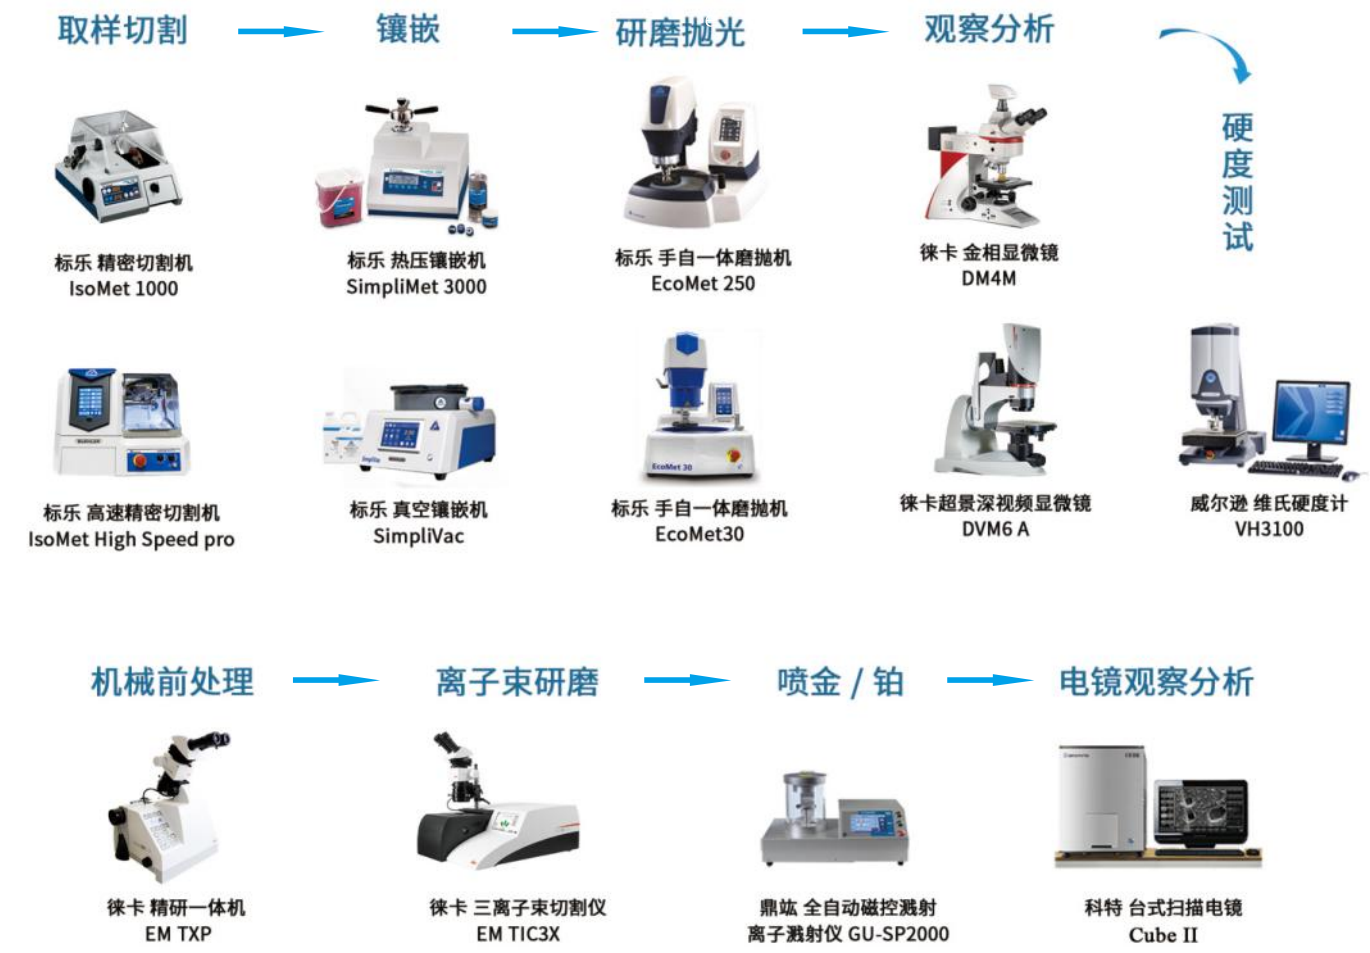 取样切割
镶嵌
研磨抛光
观察分析
硬度测试
标乐 精密切割机
IsoMet 1000
标乐 热压镶嵌机
SimpliMet 3000
标乐 手自一体磨抛机
EcoMet 250
徕卡 金相显微镜
DM4M
标乐 高速精密切割机
IsoMet High Speed pro
标乐 真空镶嵌机
SimpliVac
EcoMet 30
标乐 手自一体磨抛机
EcoMet30
徕卡超景深视频显微镜
DVM6 A
威尔逊 维氏硬度计
VH3100
机械前处理
离子束研磨
喷金 / 铂
电镜观察分析
徕卡 精研一体机
EM TXP
徕卡 三离子束切割仪
EM TIC3X
鼎竑 全自动磁控溅射
离子溅射仪 GU-SP2000
科特 台式扫描电镜
Cube II